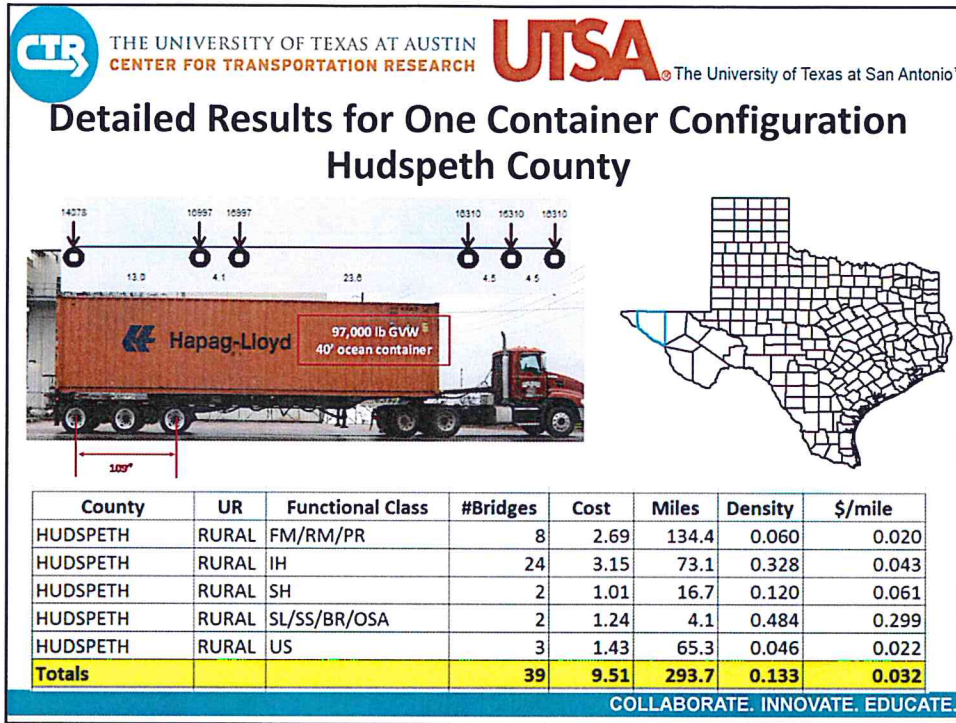 CTR THE UNIVERSITY OF TEXAS AT AUSTIN
CENTER FOR TRANSPORTATION RESEARCH
UTSA® The University of Texas at San Antonio™
Detailed Results for One Container Configuration
Hudspeth County
14378 16997 16997 16310 16310 16310
13.0 4.1 23.6 4.5 4.5
Hapag-Lloyd
97,000 lb GVW
40' ocean container
109"
County UR Functional Class #Bridges Cost Miles Density $/mile
HUDSPETH RURAL FM/RM/PR 8 2.69 134.4 0.060 0.020
HUDSPETH RURAL IH 24 3.15 73.1 0.328 0.043
HUDSPETH RURAL SH 2 1.01 16.7 0.120 0.061
HUDSPETH RURAL SL/SS/BR/OSA 2 1.24 4.1 0.484 0.299
HUDSPETH RURAL US 3 1.43 65.3 0.046 0.022
Totals 39 9.51 293.7 0.133 0.032
COLLABORATE. INNOVATE. EDUCATE.